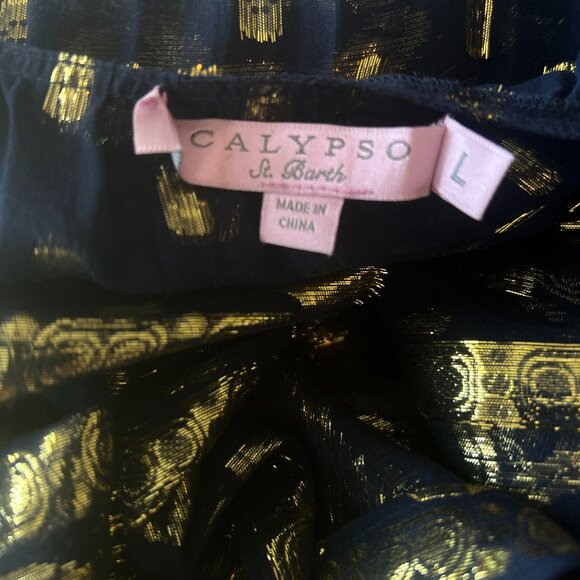 CALYPSO
St. Barth
L
MADE IN
CHINA